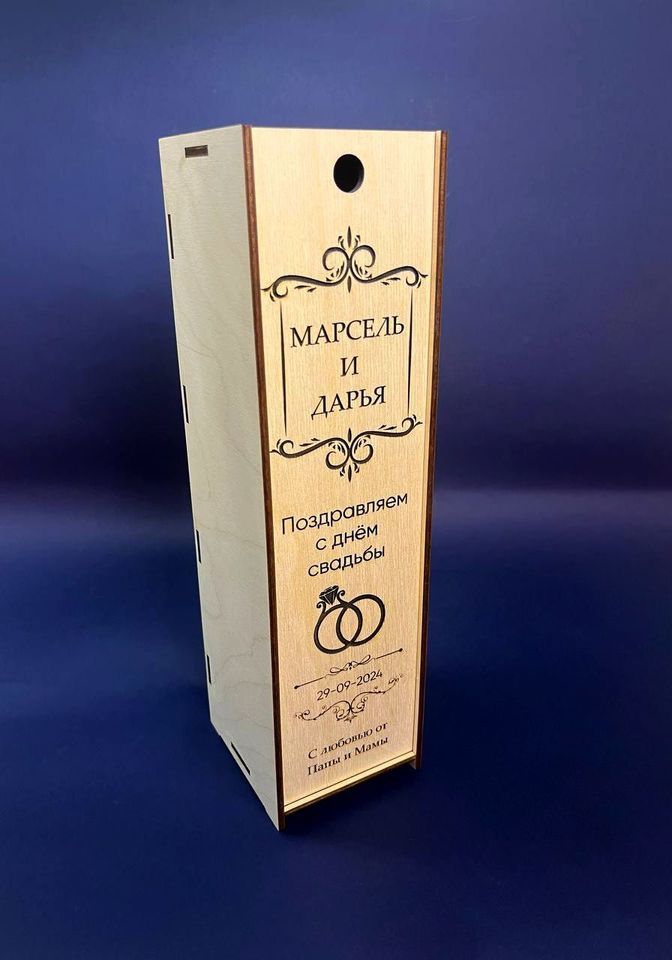 МАРСЕЛЬ
И
ДАРЬЯ
Поздравляем
с днём
свадьбы
29-09-2024
С любовью от
Папы и Мамы